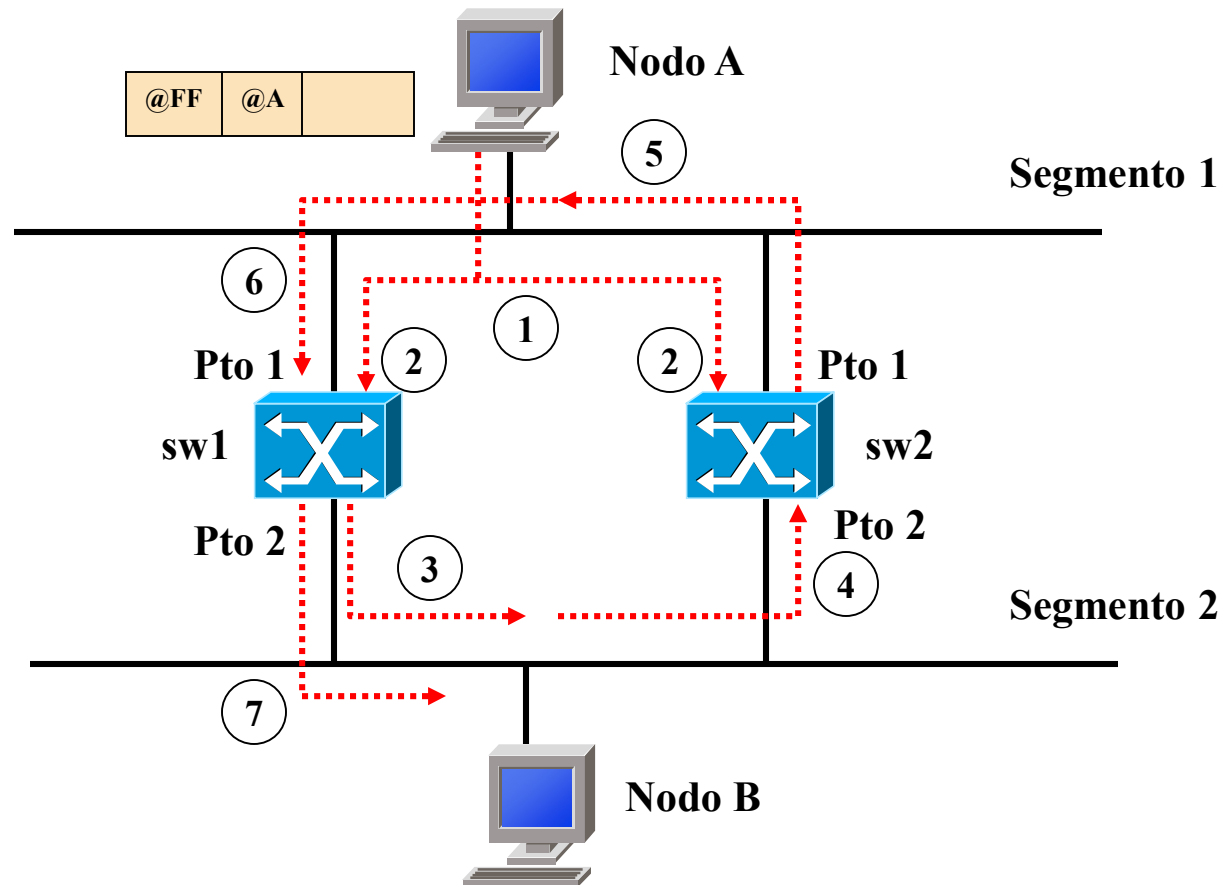 Nodo A
@FF @A
5
Segmento 1
6
1
Pto 1
2
2
Pto 1
sw1
sw2
Pto 2
Pto 2
3
4
Segmento 2
7
Nodo B